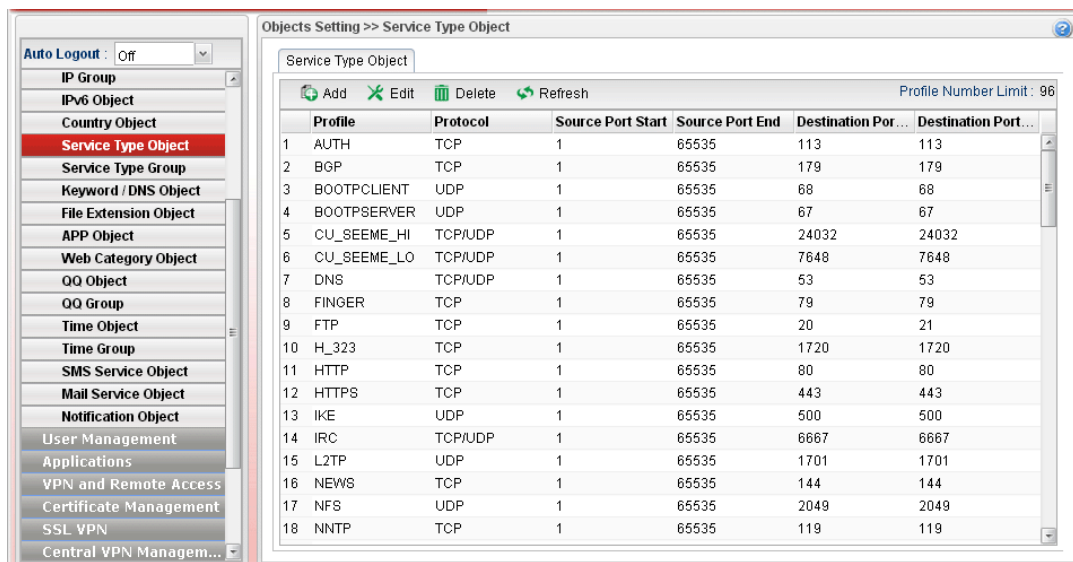 Auto Logout : Off
IP Group
IPv6 Object
Country Object
Service Type Object
Service Type Group
Keyword / DNS Object
File Extension Object
APP Object
Web Category Object
QQ Object
QQ Group
Time Object
Time Group
SMS Service Object
Mail Service Object
Notification Object
User Management
Applications
VPN and Remote Access
Certificate Management
SSL VPN
Central VPN Managem...
Objects Setting >> Service Type Object
Service Type Object
Add Edit Delete Refresh Profile Number Limit : 96
Profile Protocol Source Port Start Source Port End Destination Por... Destination Port...
1 AUTH TCP 1 65535 113 113
2 BGP TCP 1 65535 179 179
3 BOOTPCLIENT UDP 1 65535 68 68
4 BOOTPSERVER UDP 1 65535 67 67
5 CU_SEEME_HI TCP/UDP 1 65535 24032 24032
6 CU_SEEME_LO TCP/UDP 1 65535 7648 7648
7 DNS TCP/UDP 1 65535 53 53
8 FINGER TCP 1 65535 79 79
9 FTP TCP 1 65535 20 21
10 H_323 TCP 1 65535 1720 1720
11 HTTP TCP 1 65535 80 80
12 HTTPS TCP 1 65535 443 443
13 IKE UDP 1 65535 500 500
14 IRC TCP/UDP 1 65535 6667 6667
15 L2TP UDP 1 65535 1701 1701
16 NEWS TCP 1 65535 144 144
17 NFS UDP 1 65535 2049 2049
18 NNTP TCP 1 65535 119 119